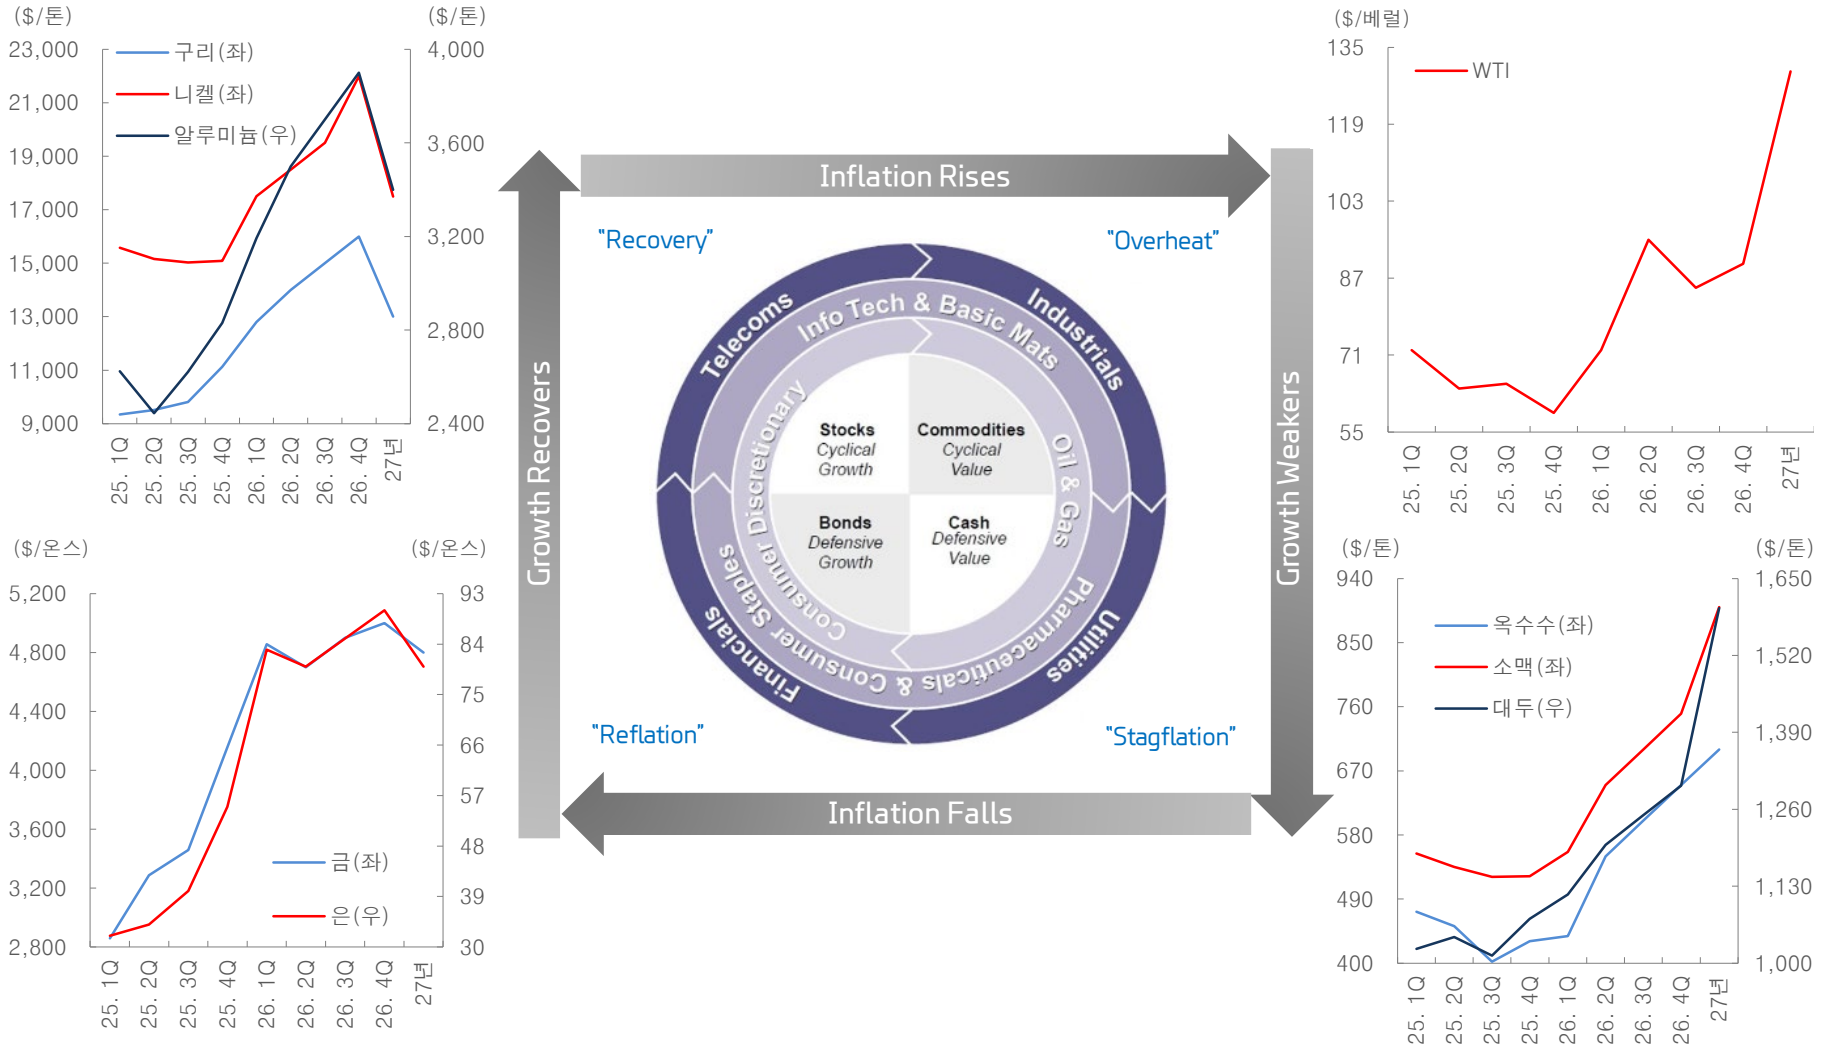 ($/톤)
($/톤)
구리(좌)
니켈(좌)
알루미늄(우)
23,000
21,000
19,000
17,000
15,000
13,000
11,000
9,000
4,000
3,600
3,200
2,800
2,400
25. 1Q
25. 2Q
25. 3Q
25. 4Q
26. 1Q
26. 2Q
26. 3Q
26. 4Q
27년
($/온스)
($/온스)
5,200
4,800
4,400
4,000
3,600
3,200
2,800
93
84
75
66
57
48
39
30
금(좌)
은(우)
25. 1Q
25. 2Q
25. 3Q
25. 4Q
26. 1Q
26. 2Q
26. 3Q
26. 4Q
27년
Inflation Rises
Growth Recovers
Growth Weakers
Inflation Falls
“Recovery”
“Overheat”
“Reflation”
“Stagflation”
Telecoms
Industrials
Utilities
Financials
Info Tech & Basic Mats
Pharmaceuticals & Consumer Staples
Consumer Discretionary
Oil & Gas
Stocks
Cyclical
Growth
Commodities
Cyclical
Value
Bonds
Defensive
Growth
Cash
Defensive
Value
($/베럴)
WTI
135
119
103
87
71
55
25. 1Q
25. 2Q
25. 3Q
25. 4Q
26. 1Q
26. 2Q
26. 3Q
26. 4Q
27년
($/톤)
($/톤)
940
850
760
670
580
490
400
1,650
1,520
1,390
1,260
1,130
1,000
옥수수(좌)
소맥(좌)
대두(우)
25. 1Q
25. 2Q
25. 3Q
25. 4Q
26. 1Q
26. 2Q
26. 3Q
26. 4Q
27년